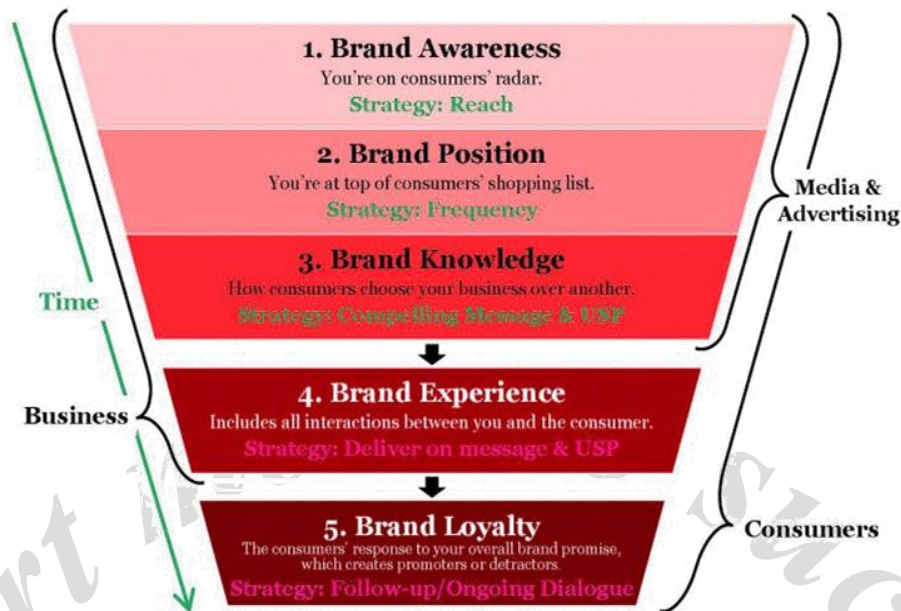 1. Brand Awareness
You're on consumers' radar.
Strategy: Reach
2. Brand Position
You're at top of consumers' shopping list.
Strategy: Frequency
Media &
Advertising
3. Brand Knowledge
How consumers choose your business over another.
Strategy: Compelling Message & USP
Time
4. Brand Experience
Includes all interactions between you and the consumer.
Strategy: Deliver on message & USP
Business
5. Brand Loyalty
The consumers' response to your overall brand promise,
which creates promoters or detractors.
Strategy: Follow-up/Ongoing Dialogue
Consumers